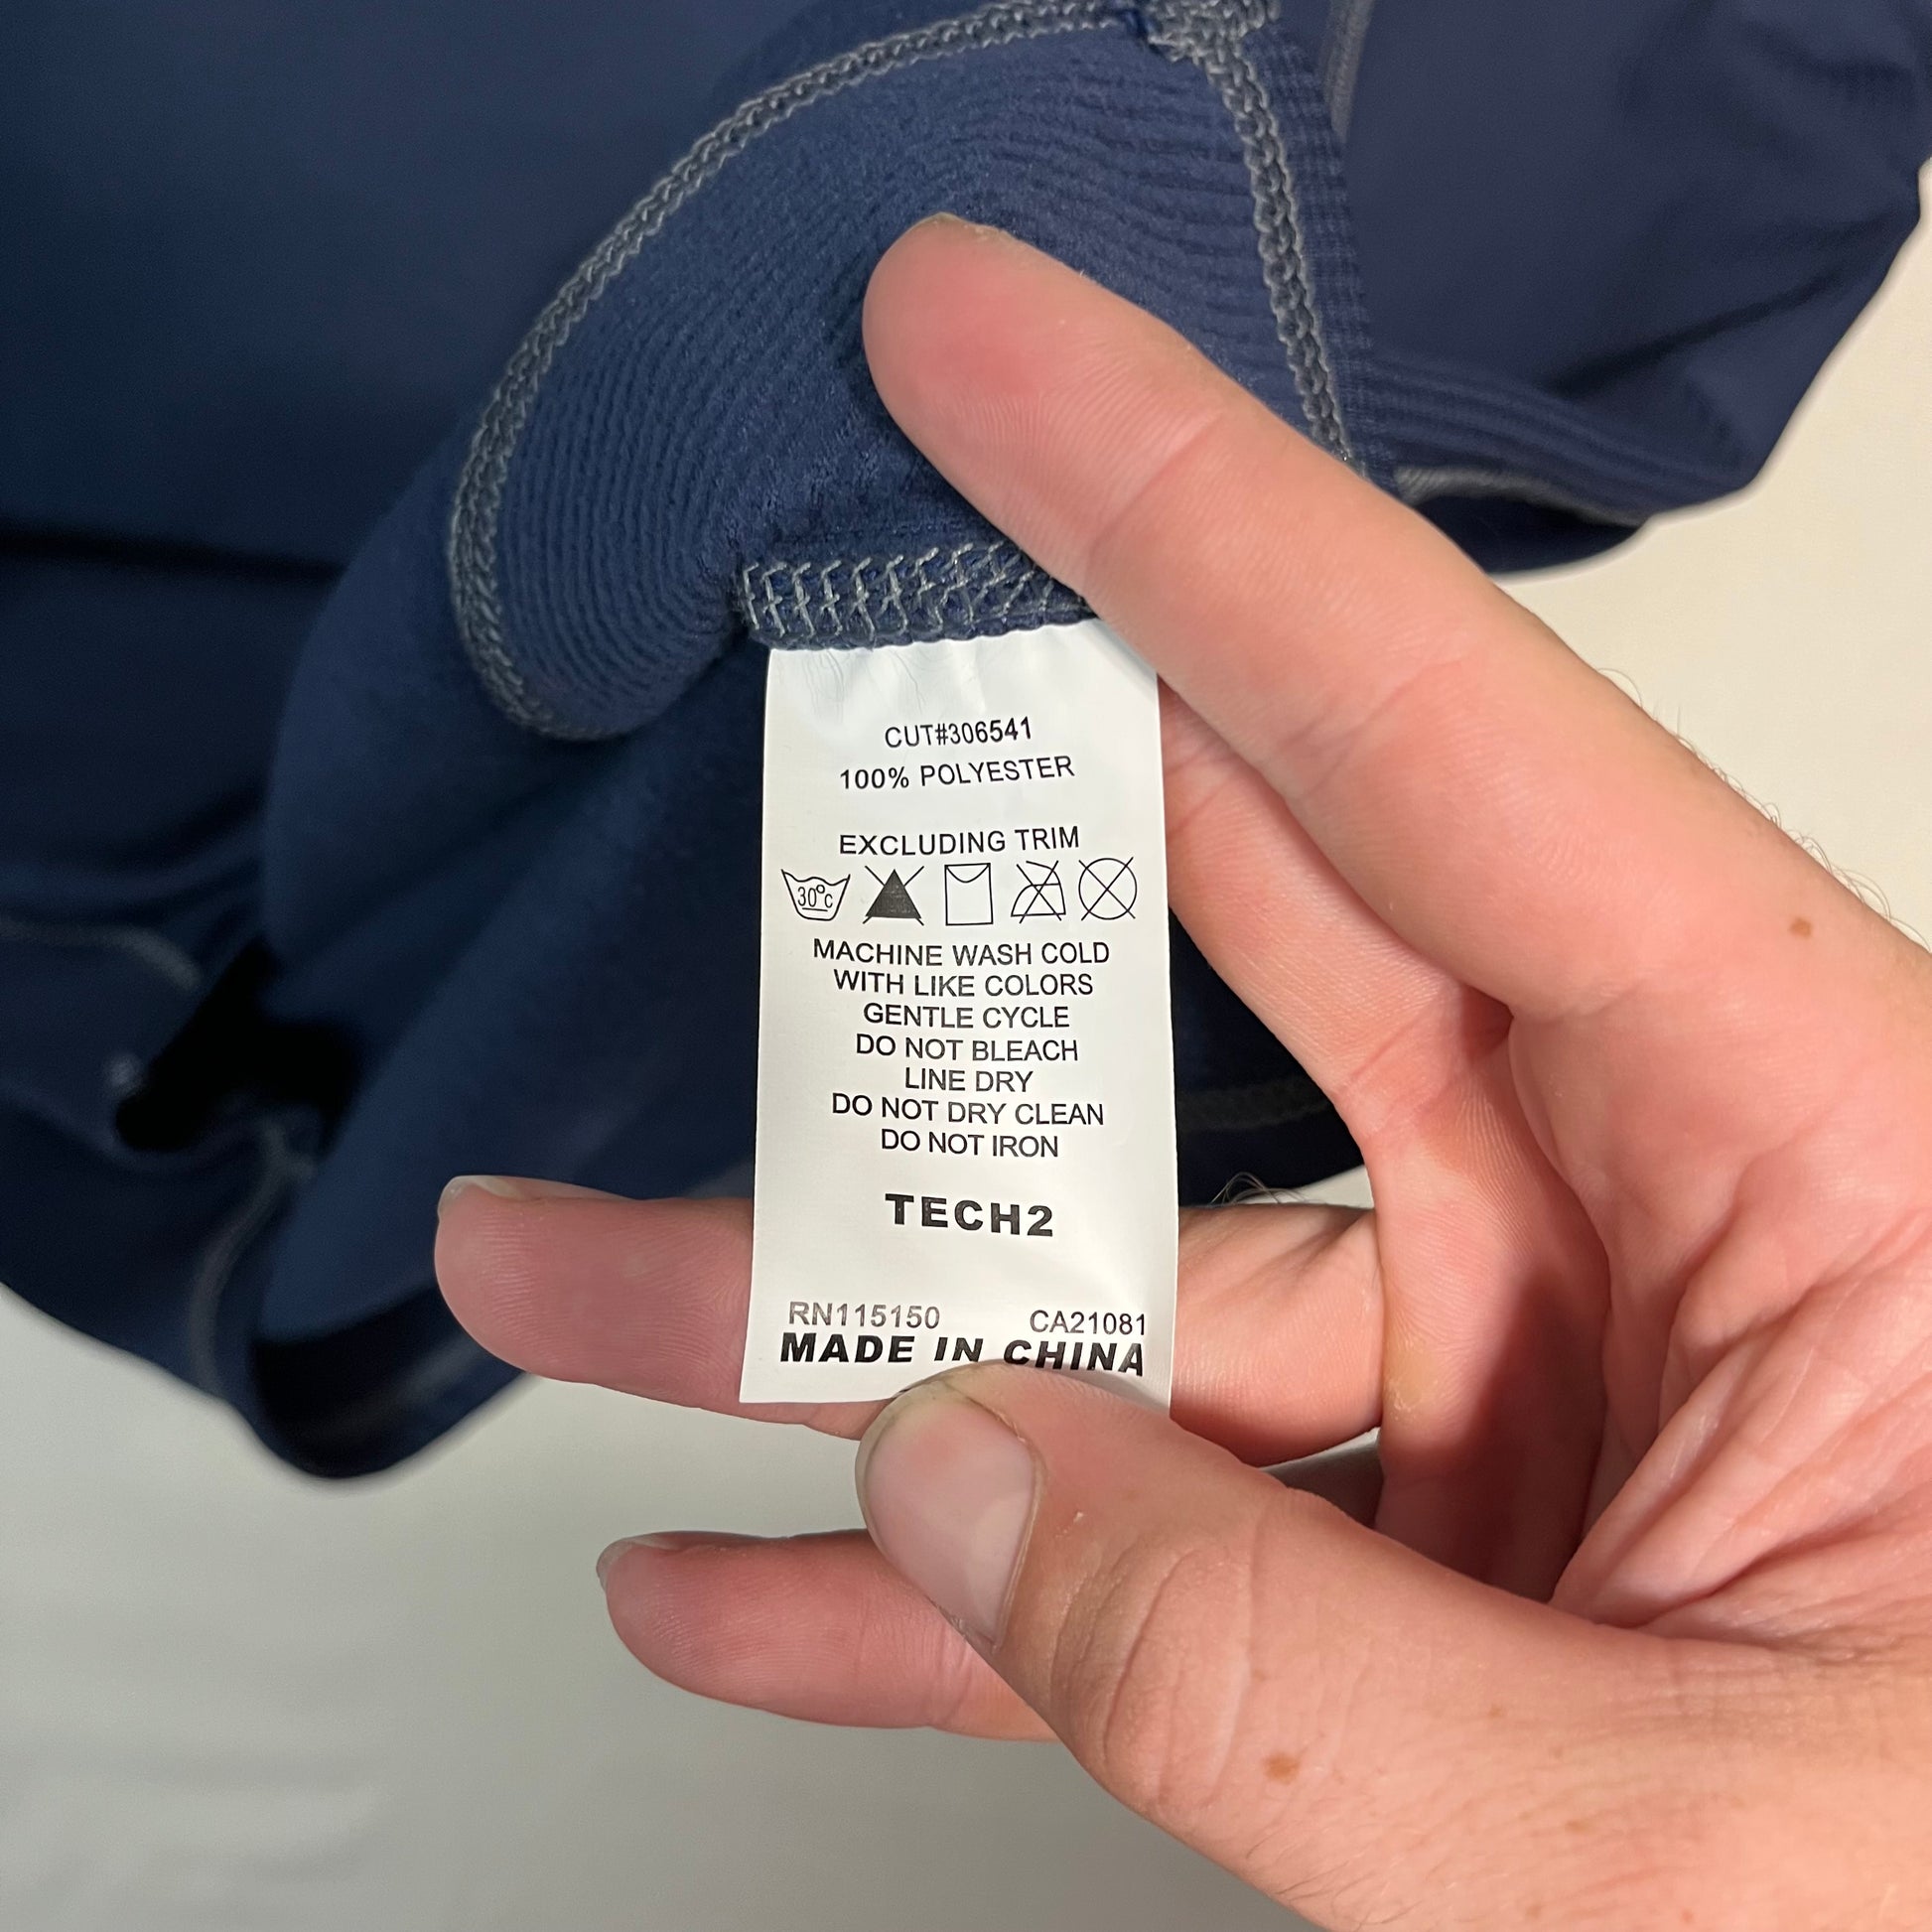 CUT#306541
100% POLYESTER
EXCLUDING TRIM
30°c
MACHINE WASH COLD
WITH LIKE COLORS
GENTLE CYCLE
DO NOT BLEACH
LINE DRY
DO NOT DRY CLEAN
DO NOT IRON
TECH2
RN115150 CA21081
MADE IN CHINA